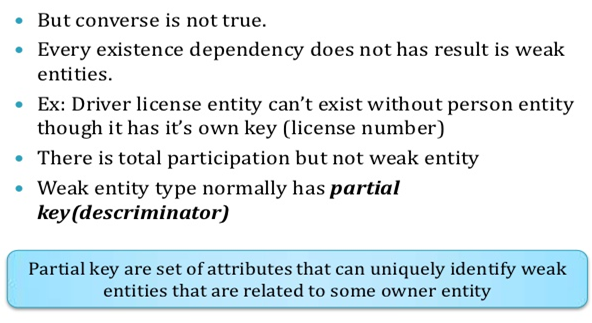 • But converse is not true.
• Every existence dependency does not has result is weak
entities.
• Ex: Driver license entity can't exist without person entity
though it has it's own key (license number)
• There is total participation but not weak entity
• Weak entity type normally has partial
key(descriminator)
Partial key are set of attributes that can uniquely identify weak
entities that are related to some owner entity